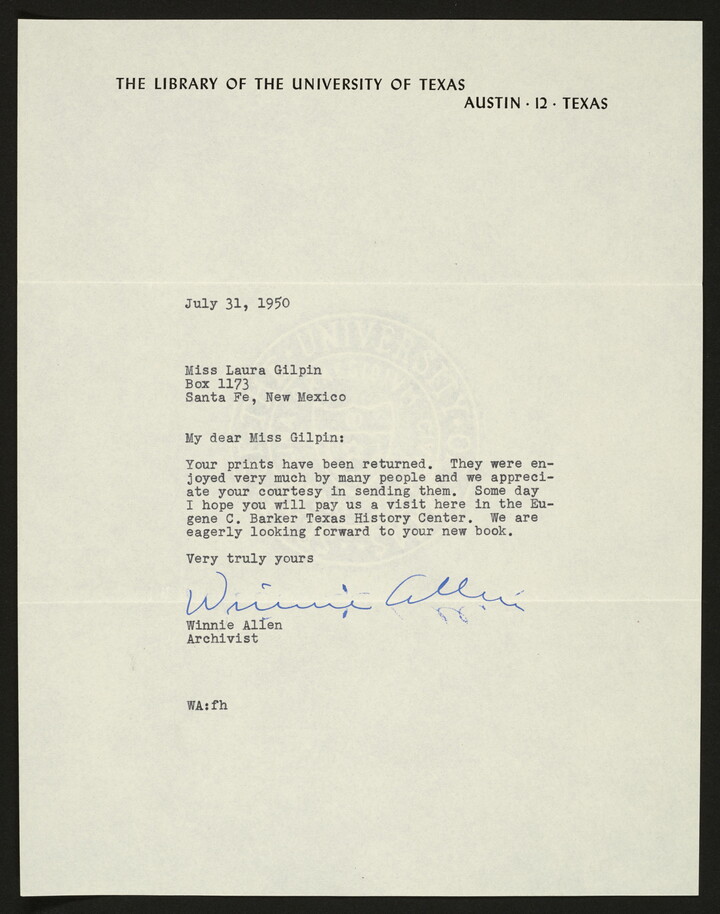 THE LIBRARY OF THE UNIVERSITY OF TEXAS
AUSTIN · 12 · TEXAS
July 31, 1950
Miss Laura Gilpin
Box 1173
Santa Fe, New Mexico
My dear Miss Gilpin:
Your prints have been returned. They were en-
joyed very much by many people and we appreci-
ate your courtesy in sending them. Some day
I hope you will pay us a visit here in the Eu-
gene C. Barker Texas History Center. We are
eagerly looking forward to your new book.
Very truly yours
Winnie Allen
Winnie Allen
Archivist
WA:fh